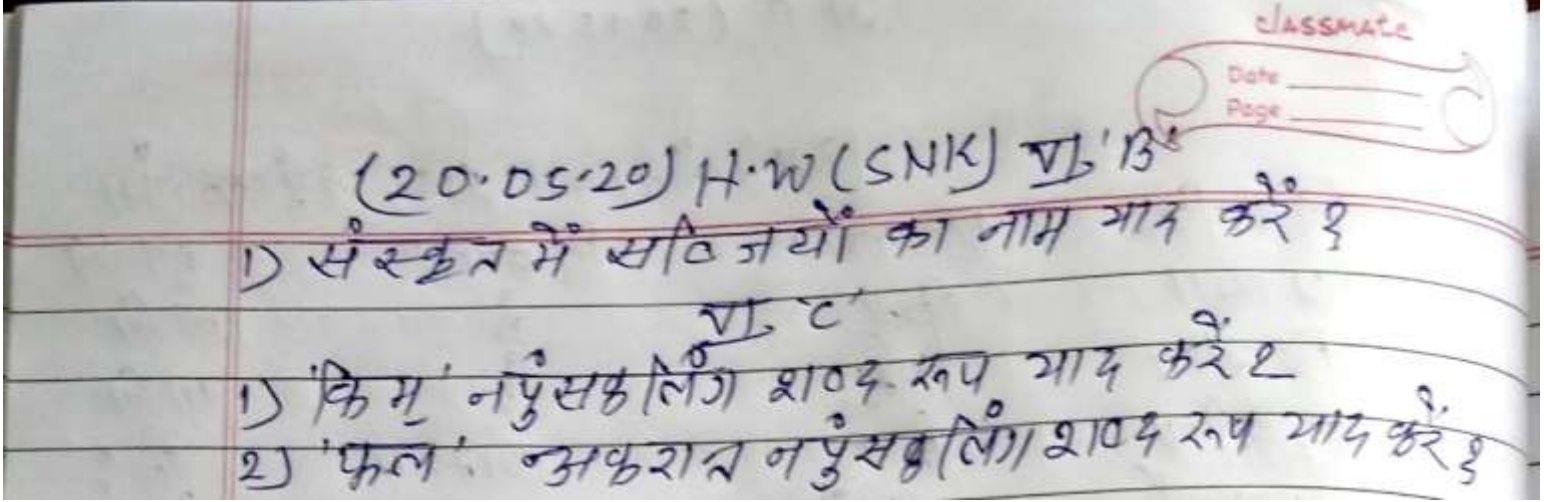 classmate
Date
Page
(20.05.20) H.W (SNK) VI 'B'
1) संस्कृत में सब्जियों का नाम याद करें ?
VI 'C'
1) 'किम्' नपुंसकलिंग शब्द रूप याद करें ?
2) 'फल' अकरान्त नपुंसकलिंग शब्द रूप याद करें ?